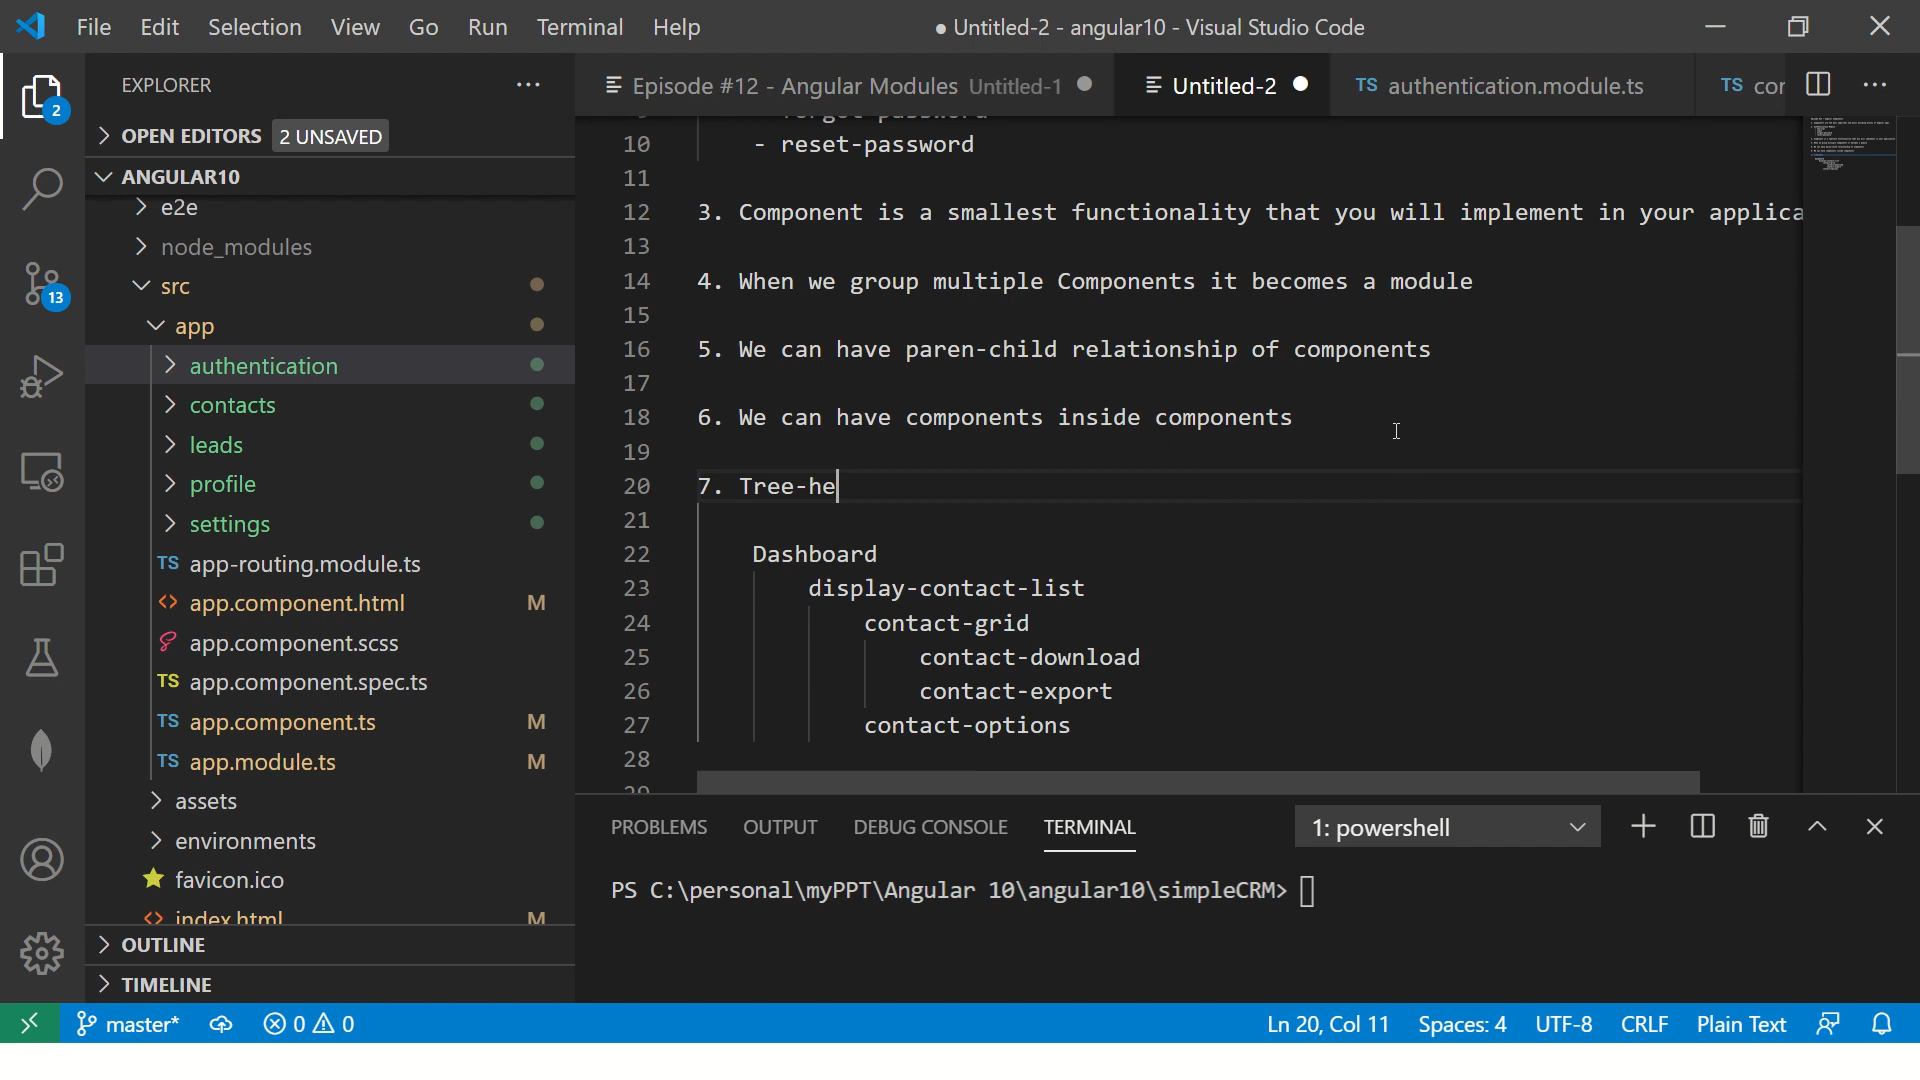 File Edit Selection View Go Run Terminal Help
● Untitled-2 - angular10 - Visual Studio Code
EXPLORER
Episode #12 - Angular Modules Untitled-1
Untitled-2
TS authentication.module.ts
TS cor
2
OPEN EDITORS 2 UNSAVED
ANGULAR10
e2e
node_modules
src
app
authentication
contacts
leads
profile
settings
TS app-routing.module.ts
<> app.component.html M
app.component.scss
TS app.component.spec.ts
TS app.component.ts M
TS app.module.ts M
assets
environments
favicon.ico
<> index.html M
OUTLINE
TIMELINE
13
9 - forgot-password
10 - reset-password
11
12 3. Component is a smallest functionality that you will implement in your applica
13
14 4. When we group multiple Components it becomes a module
15
16 5. We can have paren-child relationship of components
17
18 6. We can have components inside components
19
20 7. Tree-he
21
22 Dashboard
23 display-contact-list
24 contact-grid
25 contact-download
26 contact-export
27 contact-options
28
29
PROBLEMS OUTPUT DEBUG CONSOLE TERMINAL
1: powershell
PS C:\personal\myPPT\Angular 10\angular10\simpleCRM>
master* 0 0
Ln 20, Col 11 Spaces: 4 UTF-8 CRLF Plain Text